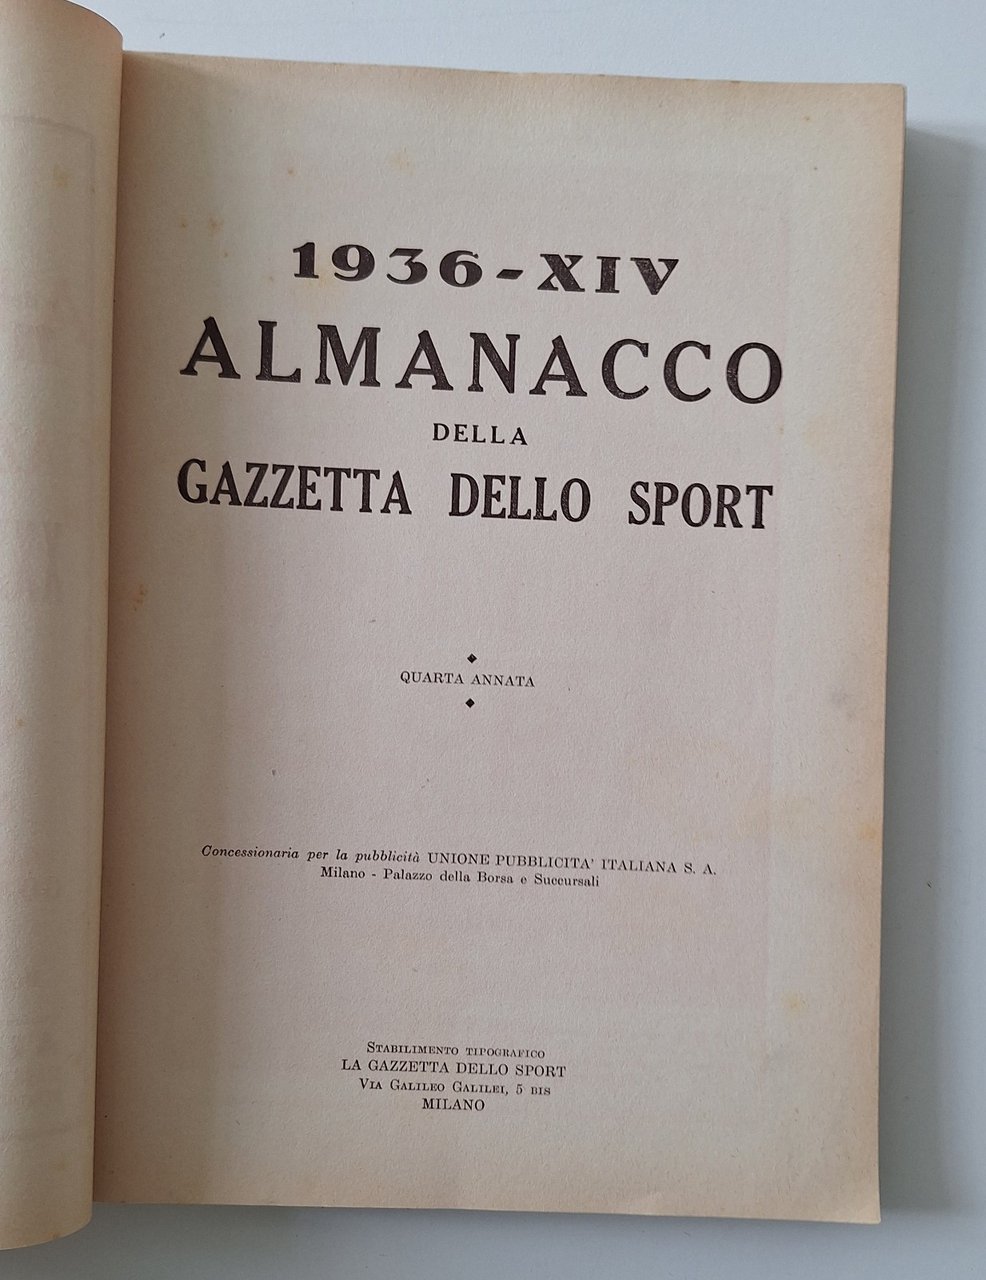 1936-XIV
ALMANACCO
DELLA
GAZZETTA DELLO SPORT
QUARTA ANNATA
Concessionaria per la pubblicità UNIONE PUBBLICITA' ITALIANA S. A.
Milano - Palazzo della Borsa e Succursali
STABILIMENTO TIPOGRAFICO
LA GAZZETTA DELLO SPORT
VIA GALILEO GALILEI, 5 BIS
MILANO